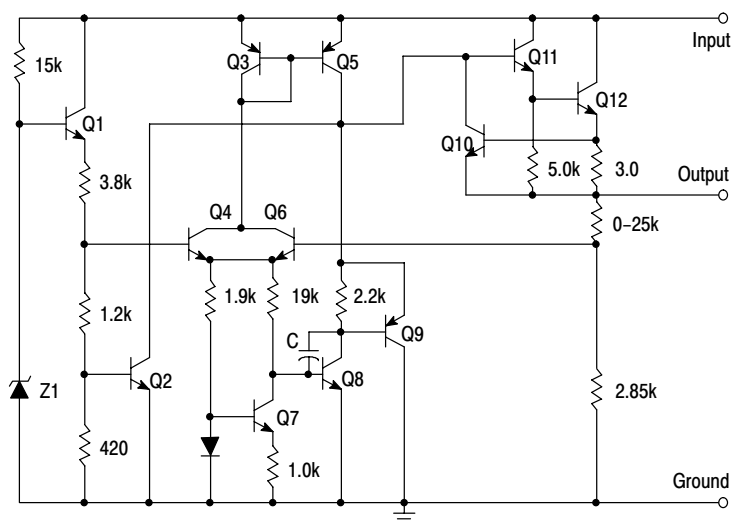 Input
15k
Q3
Q5
Q11
Q12
Q1
Q10
3.8k
5.0k
3.0
Output
Q4
Q6
0–25k
1.2k
1.9k
19k
2.2k
C
Q9
Z1
Q2
Q8
2.85k
Q7
420
1.0k
Ground